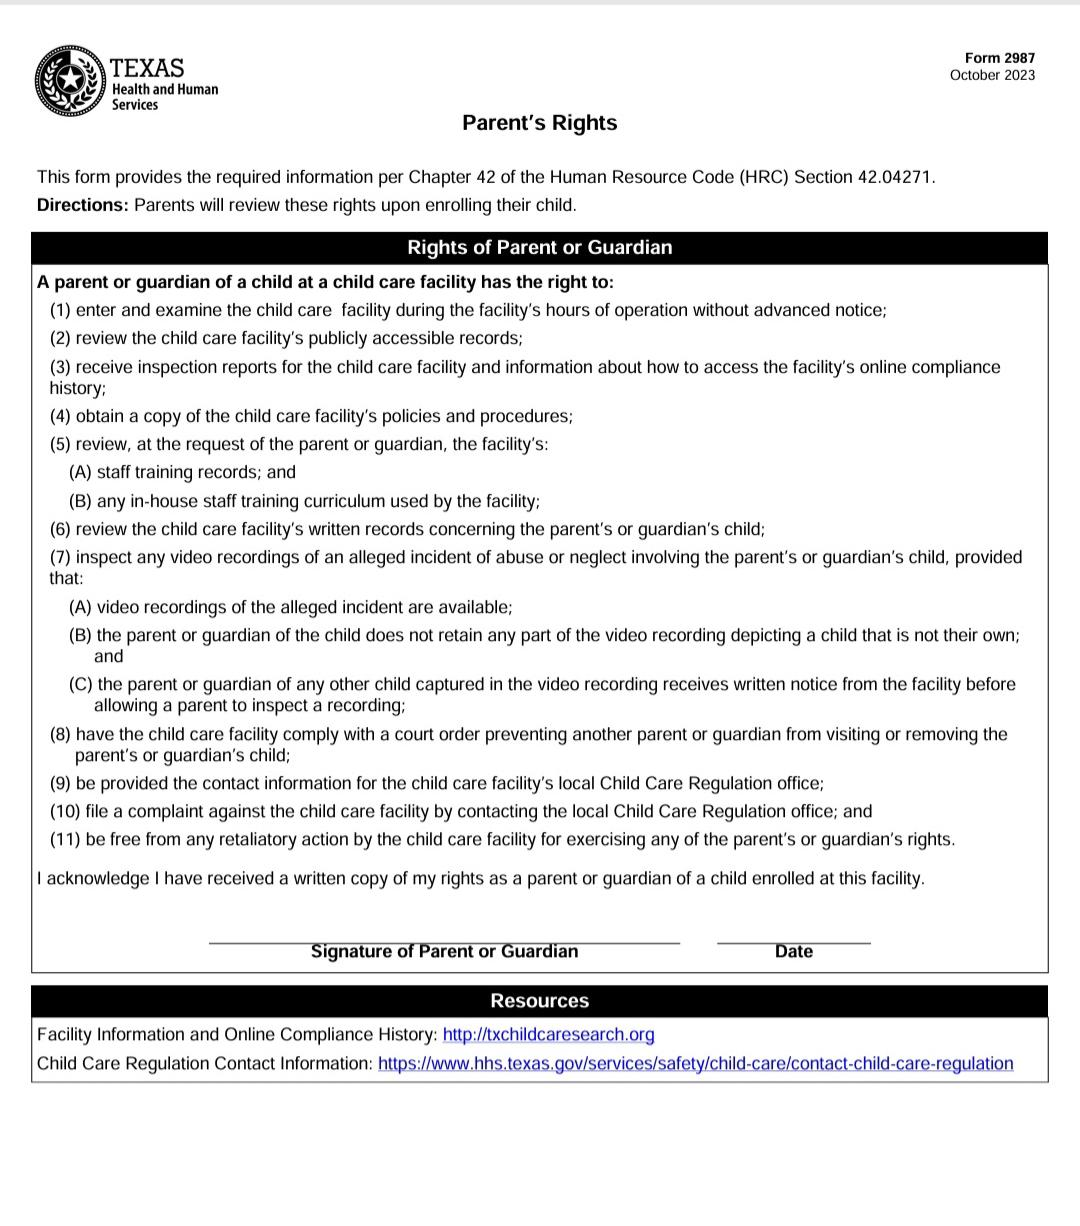 TEXAS
Health and Human
Services
Form 2987
October 2023
Parent's Rights
This form provides the required information per Chapter 42 of the Human Resource Code (HRC) Section 42.04271.
Directions: Parents will review these rights upon enrolling their child.
Rights of Parent or Guardian
A parent or guardian of a child at a child care facility has the right to:
(1) enter and examine the child care  facility during the facility's hours of operation without advanced notice;
(2) review the child care facility's publicly accessible records;
(3) receive inspection reports for the child care facility and information about how to access the facility's online compliance
history;
(4) obtain a copy of the child care facility's policies and procedures;
(5) review, at the request of the parent or guardian, the facility's:
(A) staff training records; and
(B) any in-house staff training curriculum used by the facility;
(6) review the child care facility's written records concerning the parent's or guardian's child;
(7) inspect any video recordings of an alleged incident of abuse or neglect involving the parent's or guardian's child, provided
that:
(A) video recordings of the alleged incident are available;
(B) the parent or guardian of the child does not retain any part of the video recording depicting a child that is not their own;
and
(C) the parent or guardian of any other child captured in the video recording receives written notice from the facility before
allowing a parent to inspect a recording;
(8) have the child care facility comply with a court order preventing another parent or guardian from visiting or removing the
parent's or guardian's child;
(9) be provided the contact information for the child care facility's local Child Care Regulation office;
(10) file a complaint against the child care facility by contacting the local Child Care Regulation office; and
(11) be free from any retaliatory action by the child care facility for exercising any of the parent's or guardian's rights.
I acknowledge I have received a written copy of my rights as a parent or guardian of a child enrolled at this facility.
Signature of Parent or Guardian
Date
Resources
Facility Information and Online Compliance History: http://txchildcaresearch.org
Child Care Regulation Contact Information: https://www.hhs.texas.gov/services/safety/child-care/contact-child-care-regulation